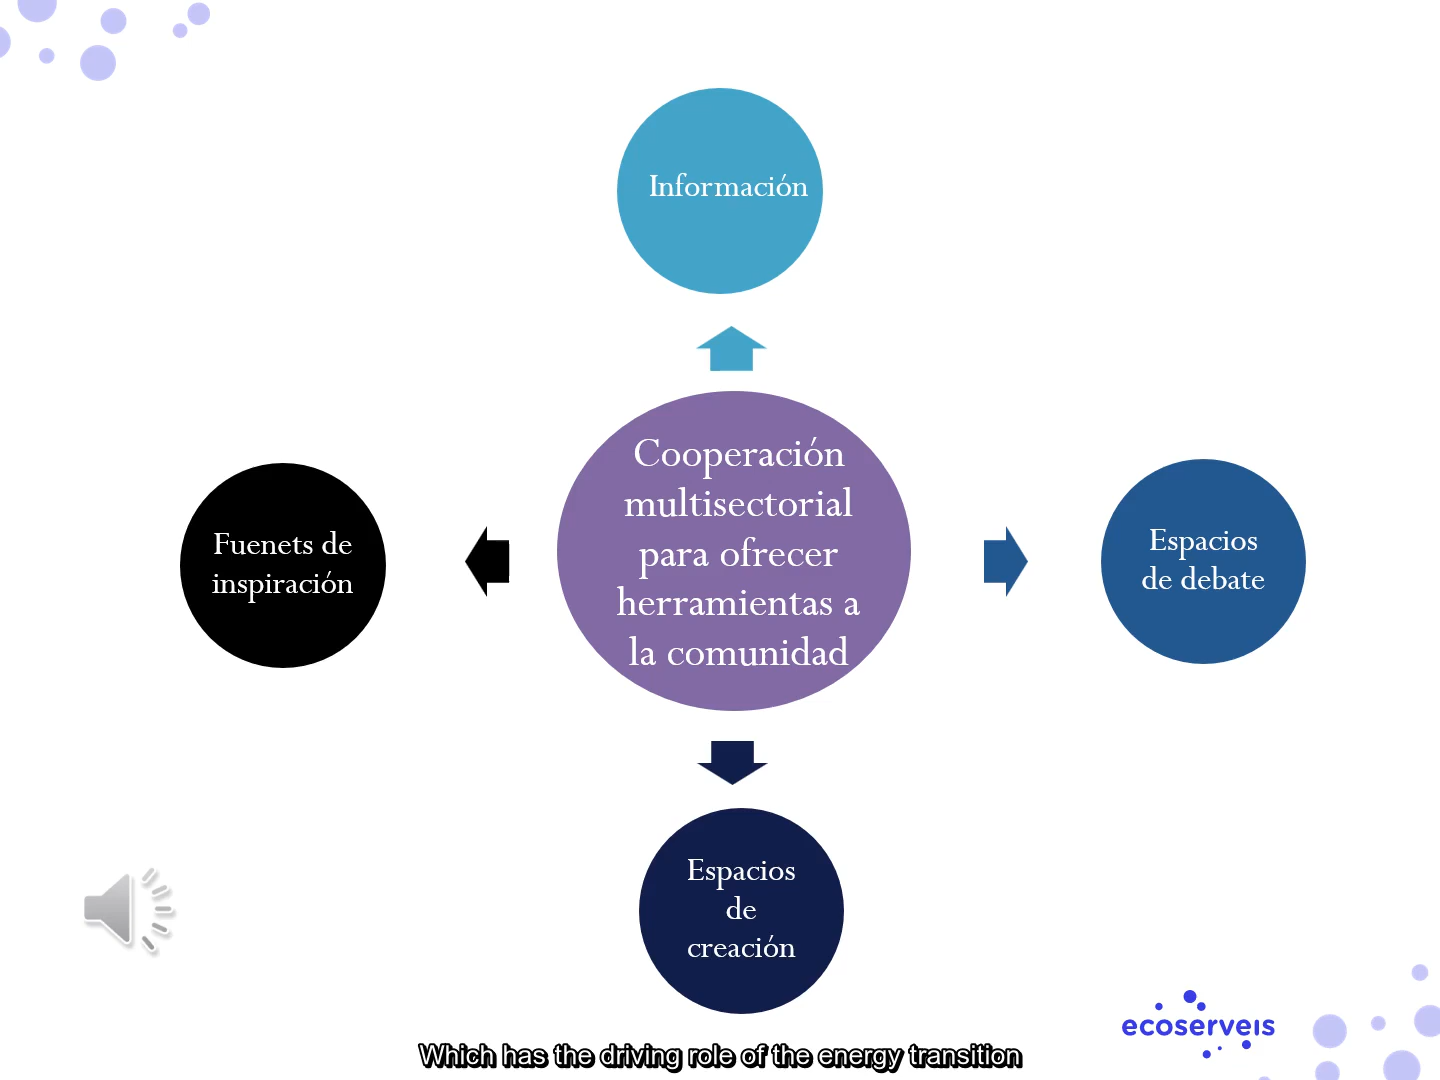 Información
Cooperación
multisectorial
para ofrecer
herramientas a
la comunidad
Fuenets de
inspiración
Espacios
de debate
Espacios
de
creación
ecoserveis
Which has the driving role of the energy transition